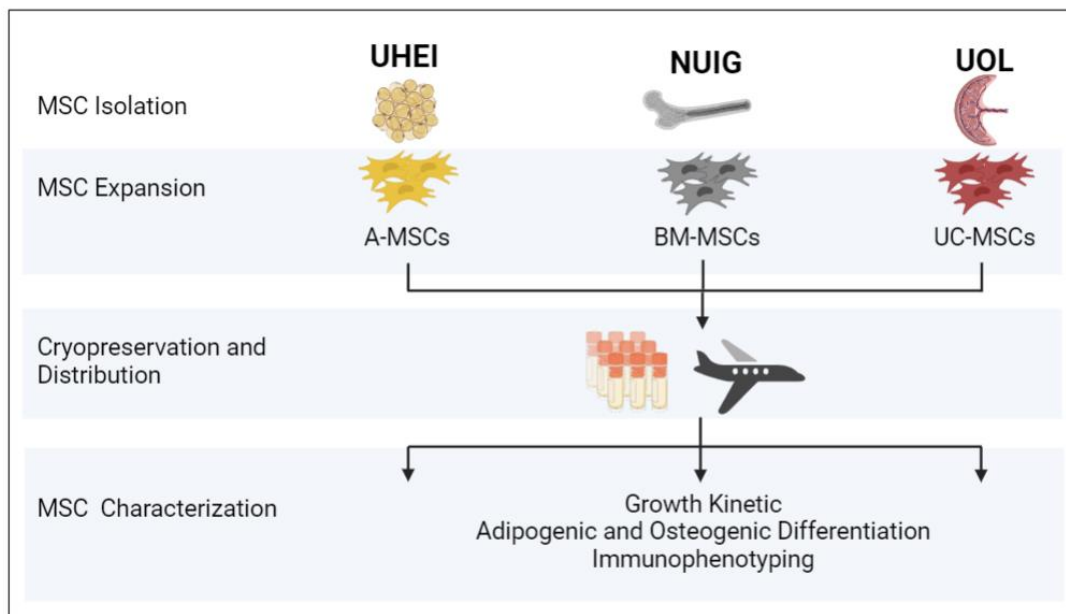 UHEI
NUIG
UOL
MSC Isolation
MSC Expansion
A-MSCs
BM-MSCs
UC-MSCs
Cryopreservation and
Distribution
MSC Characterization
Growth Kinetic
Adipogenic and Osteogenic Differentiation
Immunophenotyping